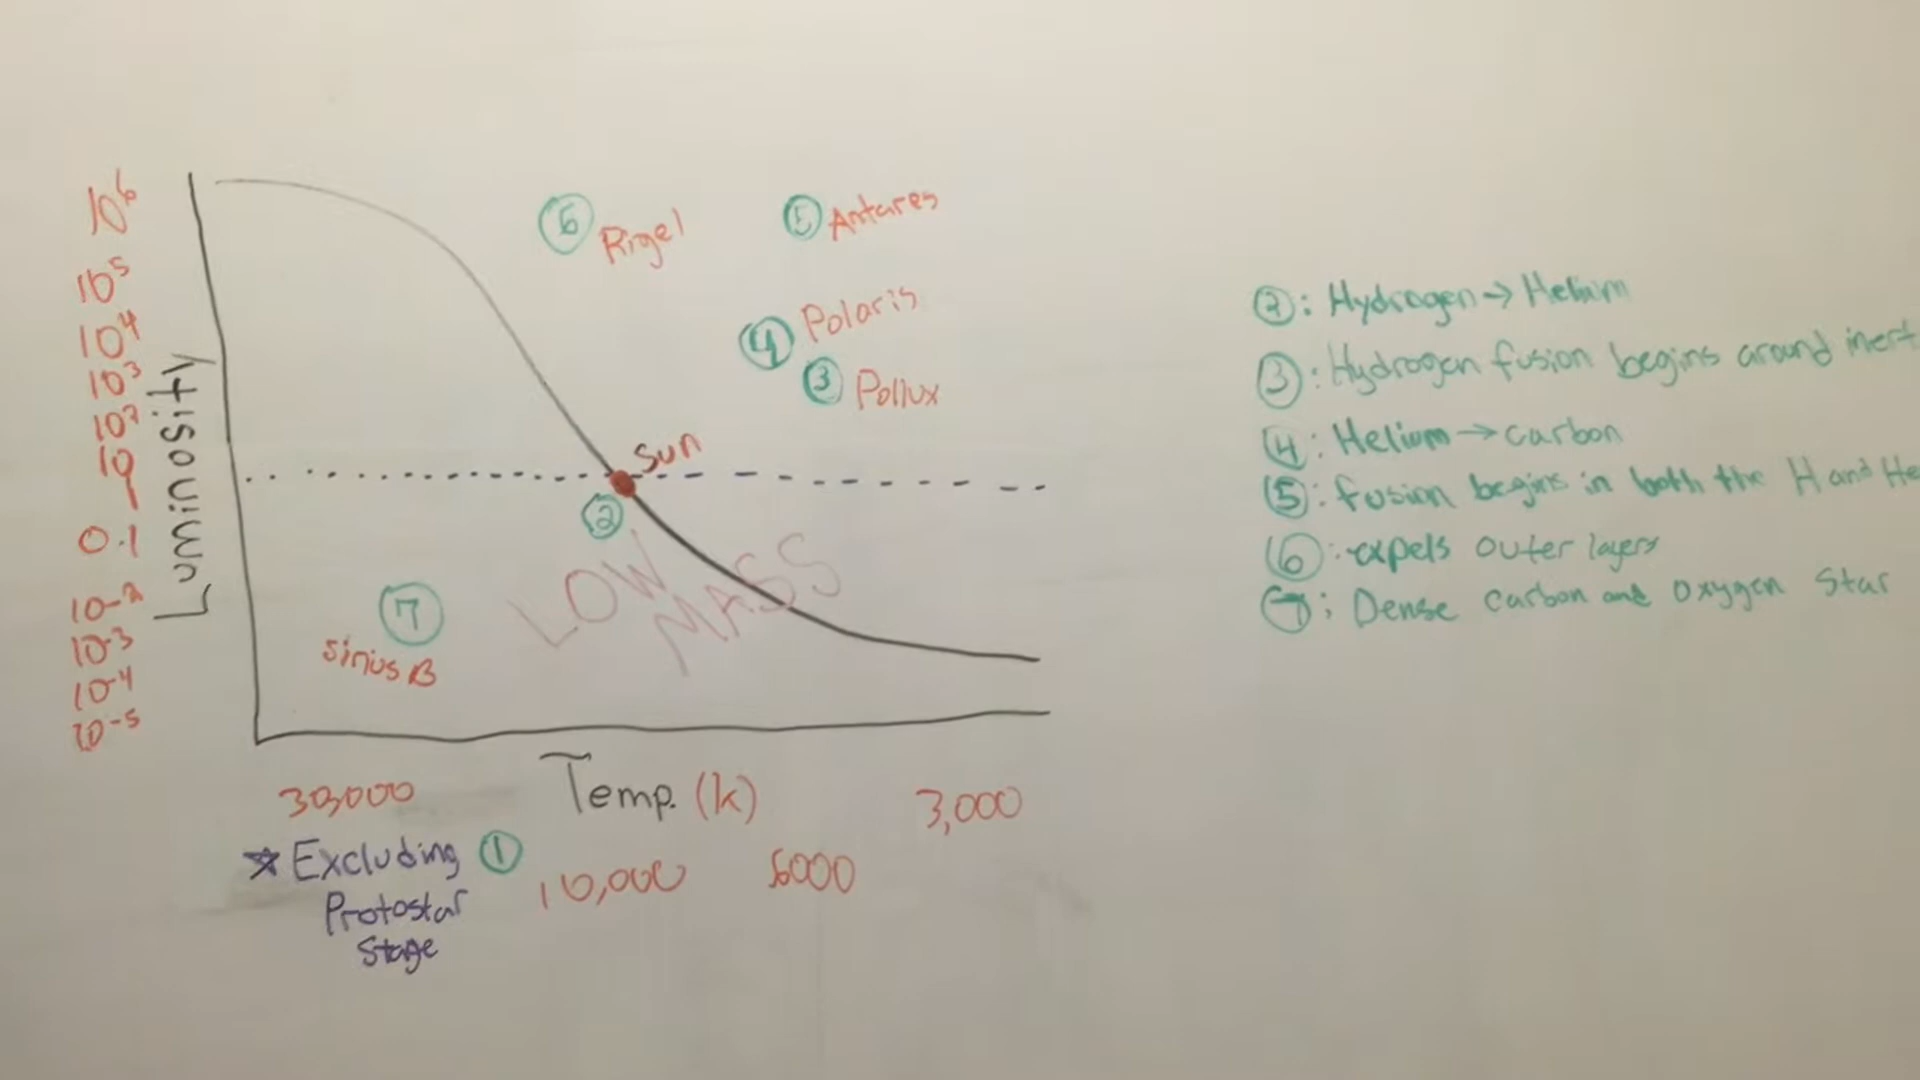 10⁶
10⁵
10⁴
10³
10²
10
1
0.1
10-²
10-³
10-⁴
10-⁵
Luminosity
⑥ Rigel
⑤ Antares
④ Polaris
③ Pollux
Sun
②
LOW
MASS
⑦
Sirius B
30,000
Temp. (k)
3,000
10,000
6000
☆ Excluding ①
Protostar
Stage
②: Hydrogen → Helium
③: Hydrogen fusion begins around inert
④: Helium → carbon
⑤: fusion begins in both the H and He
⑥: expels outer layers
⑦: Dense carbon and oxygen Star